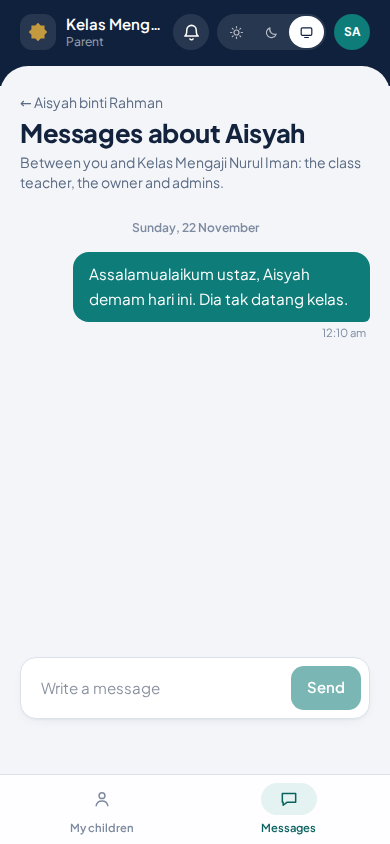 Kelas Meng...
Parent
SA
← Aisyah binti Rahman
Messages about Aisyah
Between you and Kelas Mengaji Nurul Iman: the class
teacher, the owner and admins.
Sunday, 22 November
Assalamualaikum ustaz, Aisyah
demam hari ini. Dia tak datang kelas.
12:10 am
Write a message
Send
My children
Messages